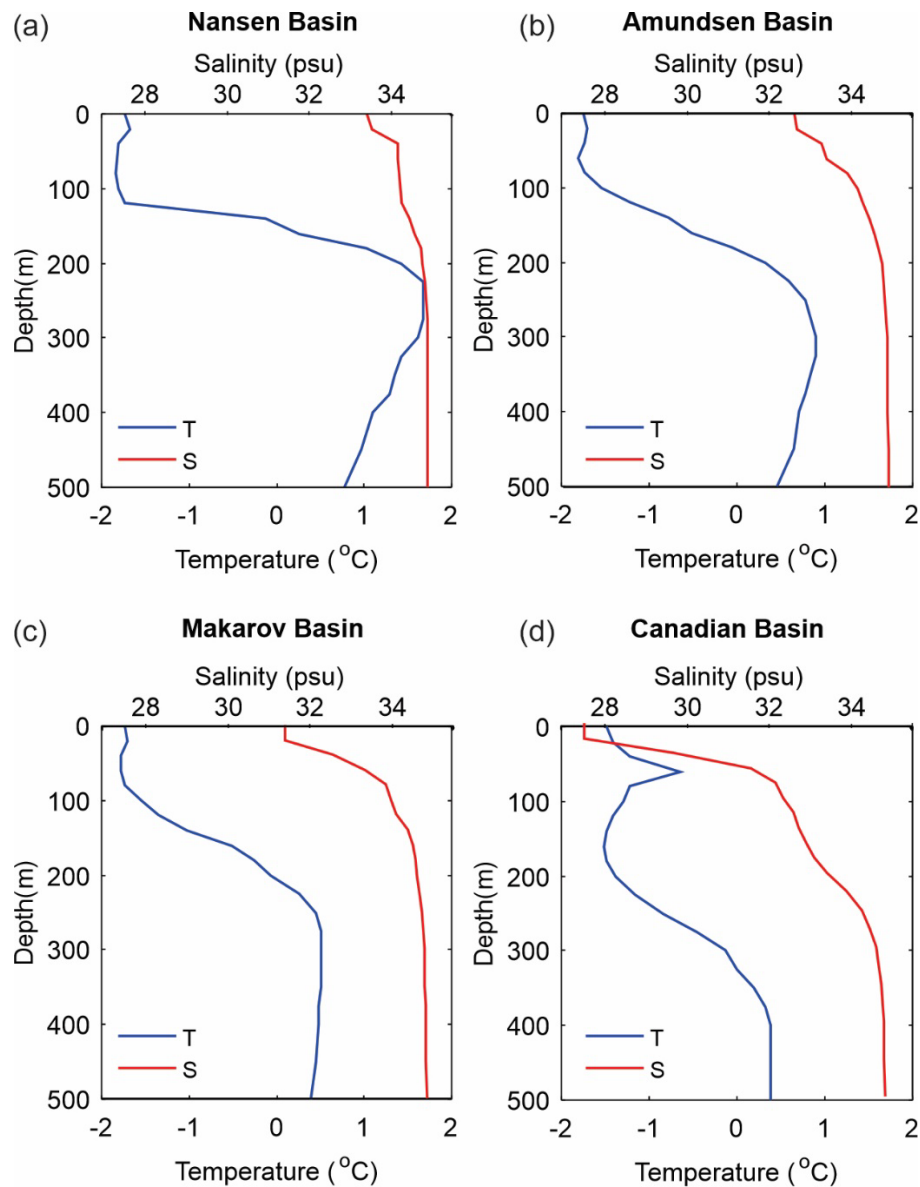 (a) Nansen Basin
Salinity (psu)
28 30 32 34
0
100
200
300
400
500
Depth(m)
T
S
-2 -1 0 1 2
Temperature (°C)
(b) Amundsen Basin
Salinity (psu)
28 30 32 34
0
100
200
300
400
500
Depth(m)
T
S
-2 -1 0 1 2
Temperature (°C)
(c) Makarov Basin
Salinity (psu)
28 30 32 34
0
100
200
300
400
500
Depth(m)
T
S
-2 -1 0 1 2
Temperature (°C)
(d) Canadian Basin
Salinity (psu)
28 30 32 34
0
100
200
300
400
500
Depth(m)
T
S
-2 -1 0 1 2
Temperature (°C)